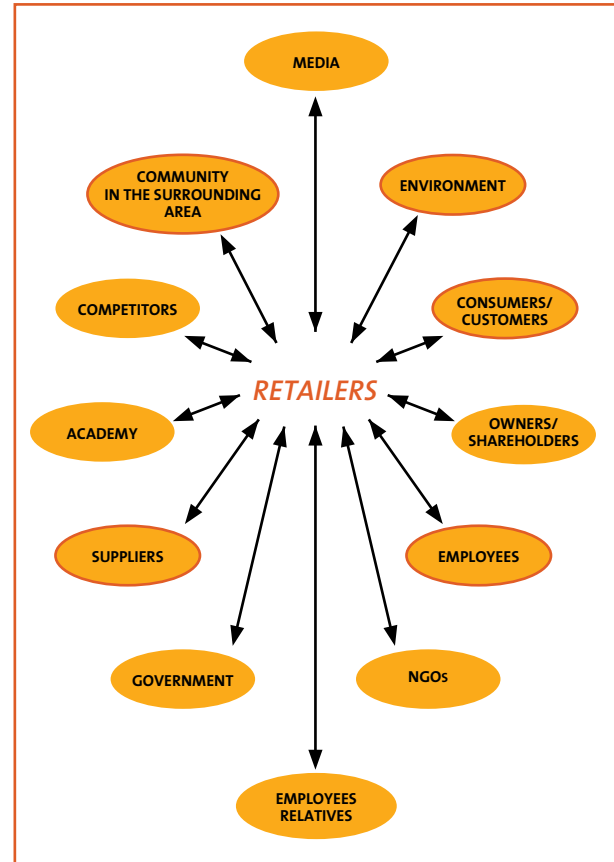 MEDIA
COMMUNITY
IN THE SURROUNDING
AREA
ENVIRONMENT
COMPETITORS
CONSUMERS/
CUSTOMERS
RETAILERS
ACADEMY
OWNERS/
SHAREHOLDERS
SUPPLIERS
EMPLOYEES
GOVERNMENT
NGOs
EMPLOYEES
RELATIVES